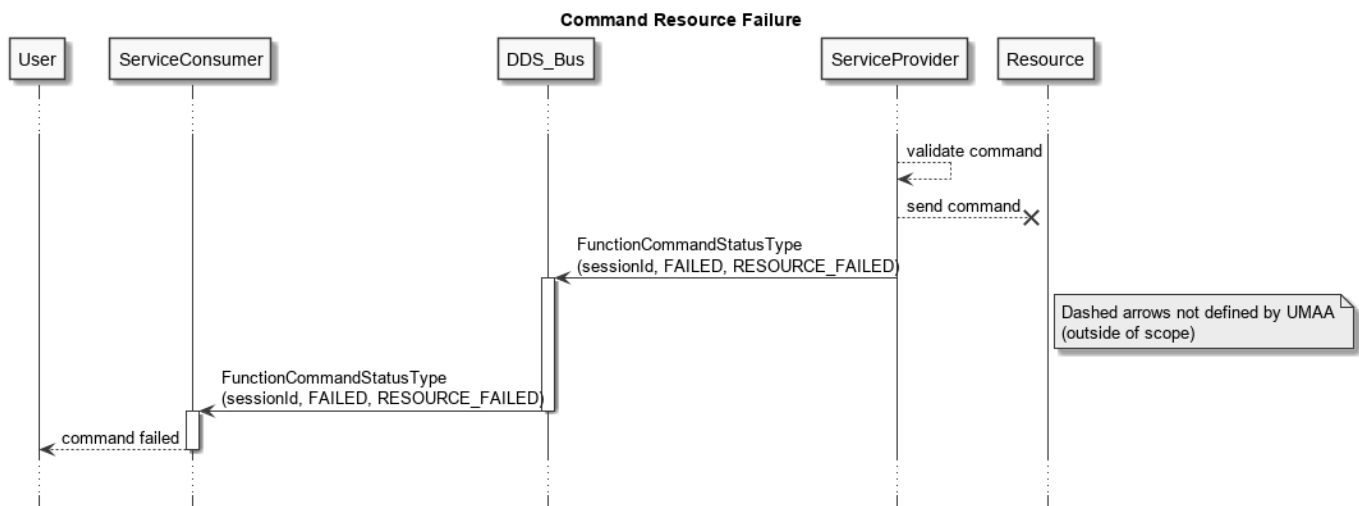 Command Resource Failure
User
ServiceConsumer
DDS_Bus
ServiceProvider
Resource
validate command
send command
FunctionCommandStatusType
(sessionId, FAILED, RESOURCE_FAILED)
Dashed arrows not defined by UMAA
(outside of scope)
FunctionCommandStatusType
(sessionId, FAILED, RESOURCE_FAILED)
command failed